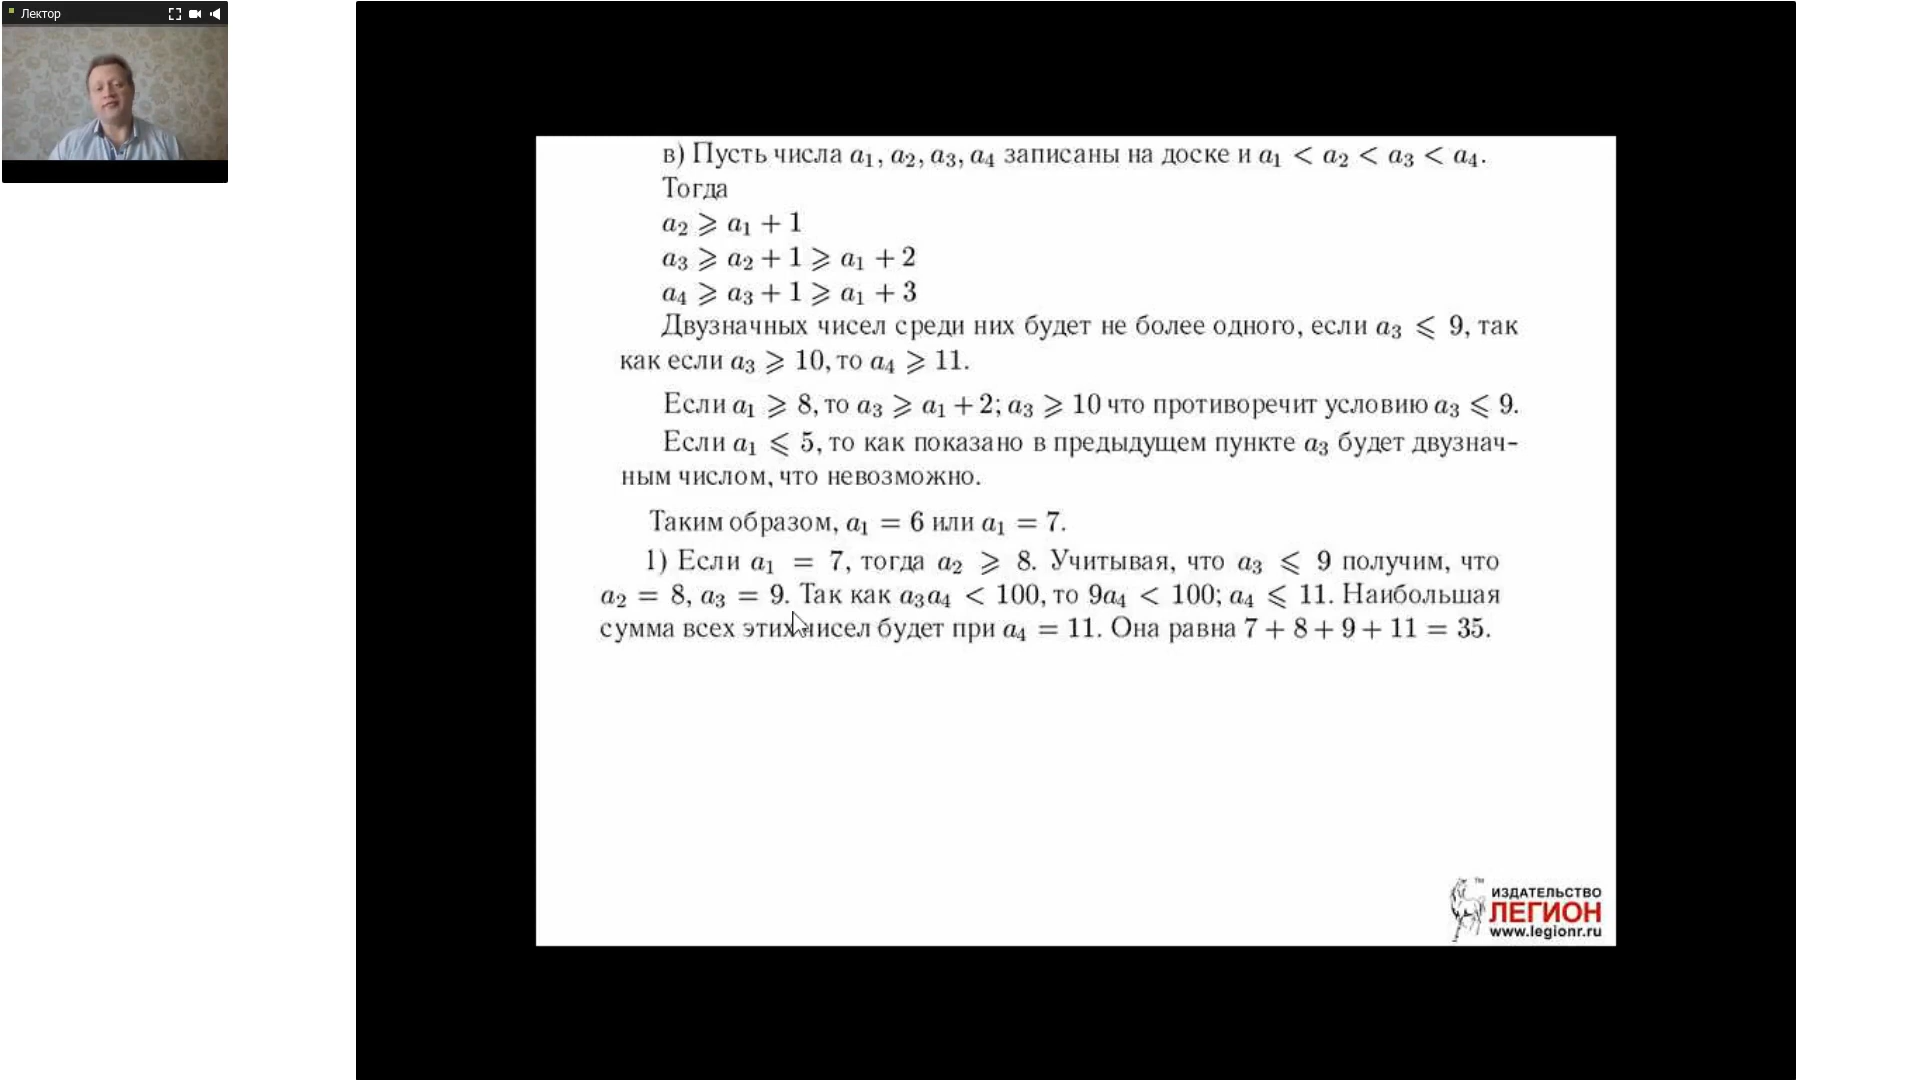 Лектор
в) Пусть числа a₁, a₂, a₃, a₄ записаны на доске и a₁ < a₂ < a₃ < a₄.
Тогда
a₂ ⩾ a₁ + 1
a₃ ⩾ a₂ + 1 ⩾ a₁ + 2
a₄ ⩾ a₃ + 1 ⩾ a₁ + 3
Двузначных чисел среди них будет не более одного, если a₃ ⩽ 9, так
как если a₃ ⩾ 10, то a₄ ⩾ 11.
Если a₁ ⩾ 8, то a₃ ⩾ a₁ + 2; a₃ ⩾ 10 что противоречит условию a₃ ⩽ 9.
Если a₁ ⩽ 5, то как показано в предыдущем пункте a₃ будет двузнач-
ным числом, что невозможно.
Таким образом, a₁ = 6 или a₁ = 7.
1) Если a₁ = 7, тогда a₂ ⩾ 8. Учитывая, что a₃ ⩽ 9 получим, что
a₂ = 8, a₃ = 9. Так как a₃a₄ < 100, то 9a₄ < 100; a₄ ⩽ 11. Наибольшая
сумма всех этих чисел будет при a₄ = 11. Она равна 7 + 8 + 9 + 11 = 35.
TM
ИЗДАТЕЛЬСТВО
ЛЕГИОН
www.legionr.ru